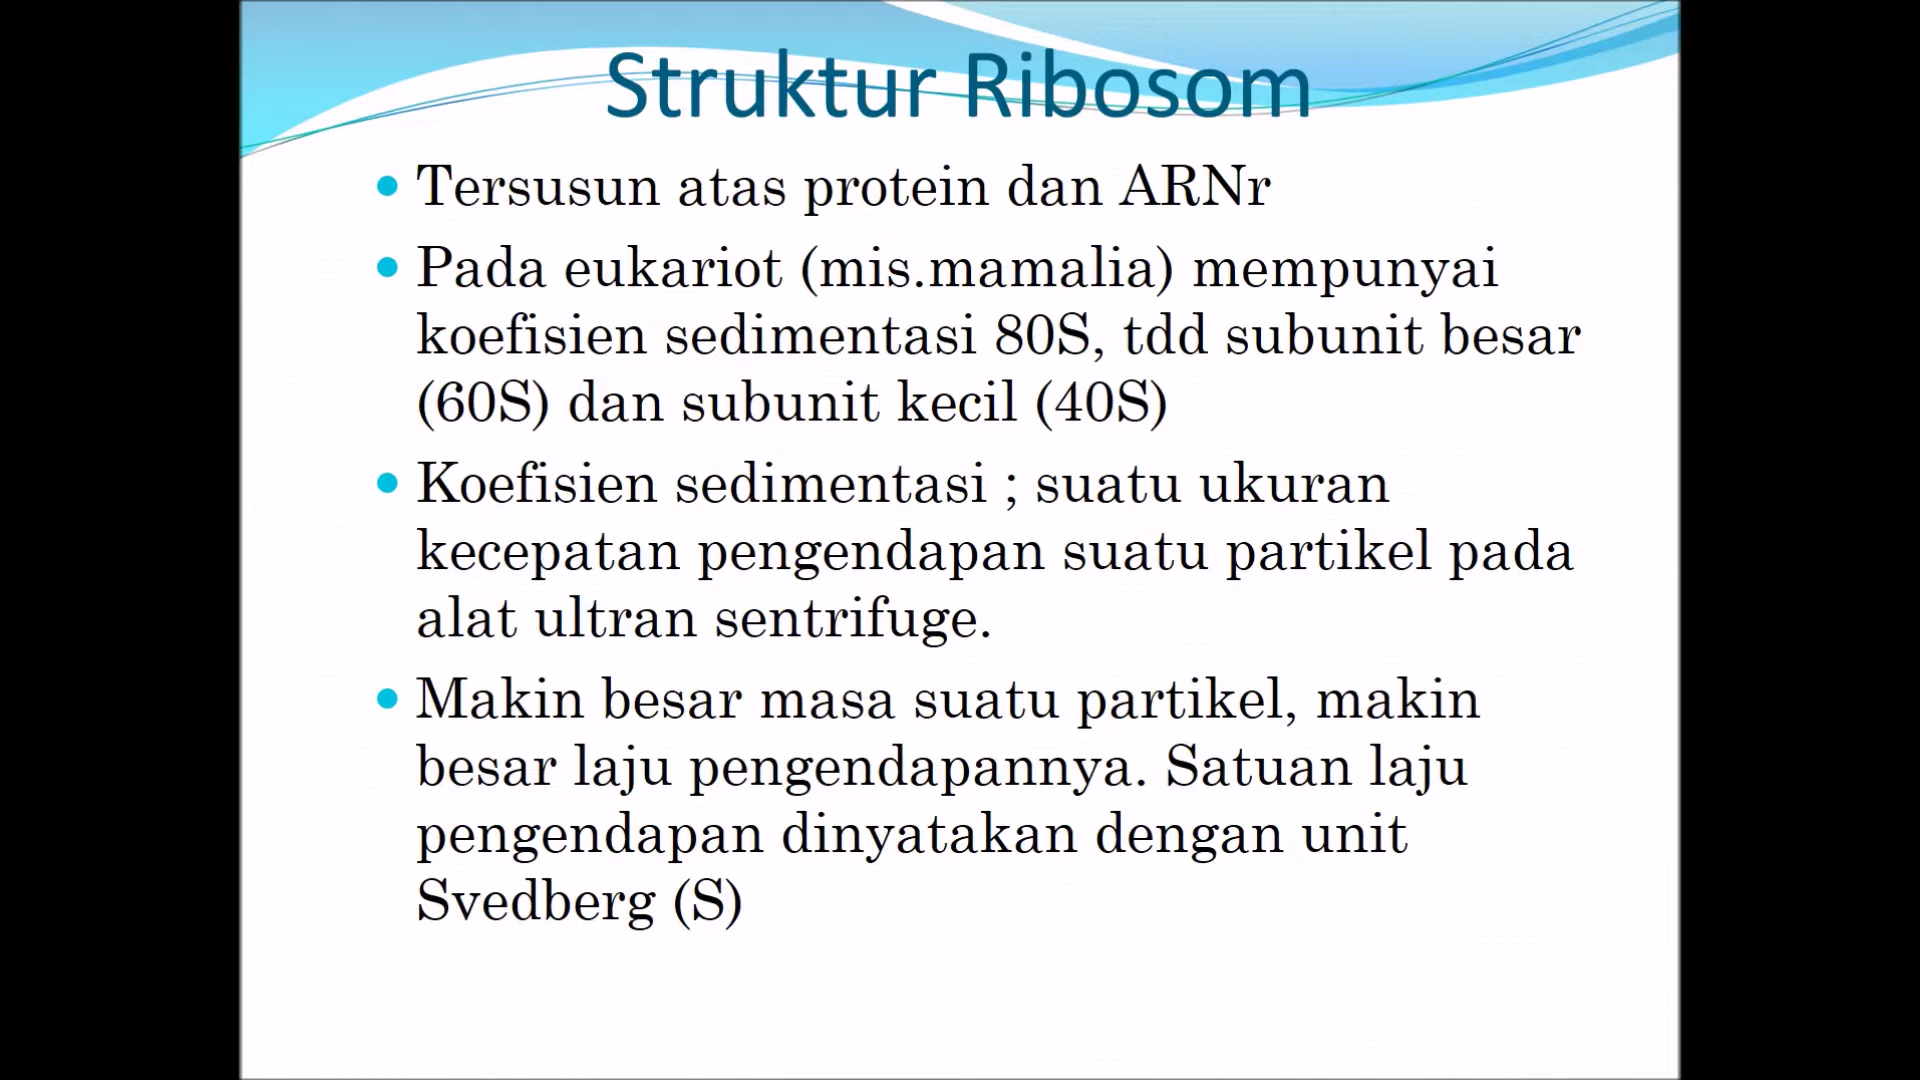 Struktur Ribosom
• Tersusun atas protein dan ARNr
• Pada eukariot (mis.mamalia) mempunyai
koefisien sedimentasi 80S, tdd subunit besar
(60S) dan subunit kecil (40S)
• Koefisien sedimentasi ; suatu ukuran
kecepatan pengendapan suatu partikel pada
alat ultran sentrifuge.
• Makin besar masa suatu partikel, makin
besar laju pengendapannya. Satuan laju
pengendapan dinyatakan dengan unit
Svedberg (S)